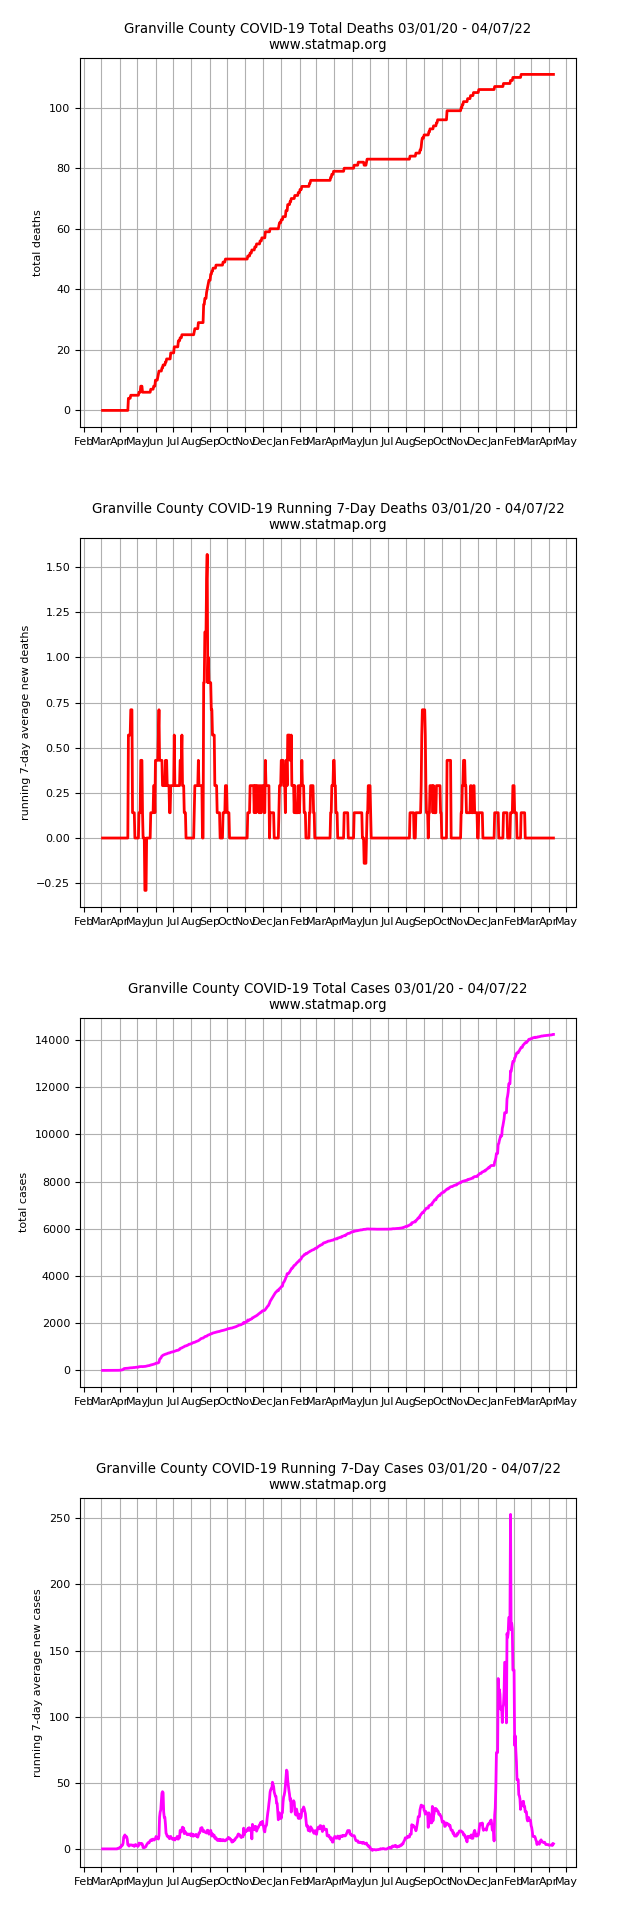 Granville County COVID-19 Total Deaths 03/01/20 - 04/07/22
www.statmap.org
total deaths
100
80
60
40
20
0
Feb Mar Apr May Jun Jul Aug Sep Oct Nov Dec Jan Feb Mar Apr May Jun Jul Aug Sep Oct Nov Dec Jan Feb Mar Apr May
Granville County COVID-19 Running 7-Day Deaths 03/01/20 - 04/07/22
www.statmap.org
running 7-day average new deaths
1.50
1.25
1.00
0.75
0.50
0.25
0.00
−0.25
Feb Mar Apr May Jun Jul Aug Sep Oct Nov Dec Jan Feb Mar Apr May Jun Jul Aug Sep Oct Nov Dec Jan Feb Mar Apr May
Granville County COVID-19 Total Cases 03/01/20 - 04/07/22
www.statmap.org
total cases
14000
12000
10000
8000
6000
4000
2000
0
Feb Mar Apr May Jun Jul Aug Sep Oct Nov Dec Jan Feb Mar Apr May Jun Jul Aug Sep Oct Nov Dec Jan Feb Mar Apr May
Granville County COVID-19 Running 7-Day Cases 03/01/20 - 04/07/22
www.statmap.org
running 7-day average new cases
250
200
150
100
50
0
Feb Mar Apr May Jun Jul Aug Sep Oct Nov Dec Jan Feb Mar Apr May Jun Jul Aug Sep Oct Nov Dec Jan Feb Mar Apr May